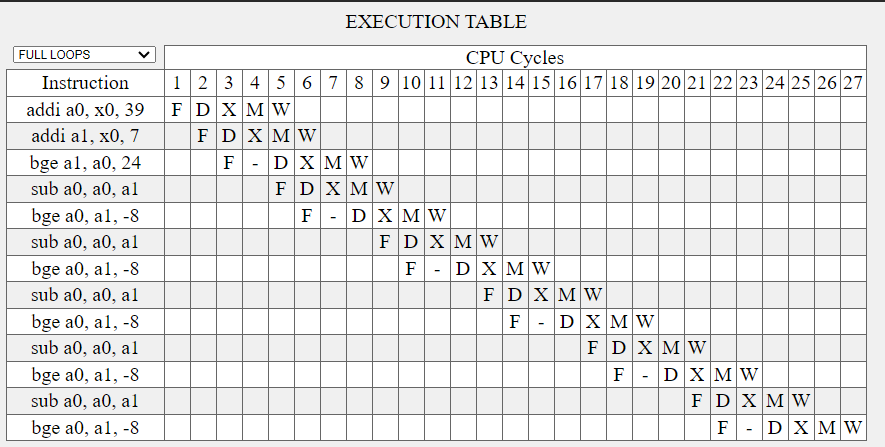 EXECUTION TABLE
FULL LOOPS CPU Cycles
Instruction 1 2 3 4 5 6 7 8 9 10 11 12 13 14 15 16 17 18 19 20 21 22 23 24 25 26 27
addi a0, x0, 39 F D X M W
addi a1, x0, 7 F D X M W
bge a1, a0, 24 F - D X M W
sub a0, a0, a1 F D X M W
bge a0, a1, -8 F - D X M W
sub a0, a0, a1 F D X M W
bge a0, a1, -8 F - D X M W
sub a0, a0, a1 F D X M W
bge a0, a1, -8 F - D X M W
sub a0, a0, a1 F D X M W
bge a0, a1, -8 F - D X M W
sub a0, a0, a1 F D X M W
bge a0, a1, -8 F - D X M W